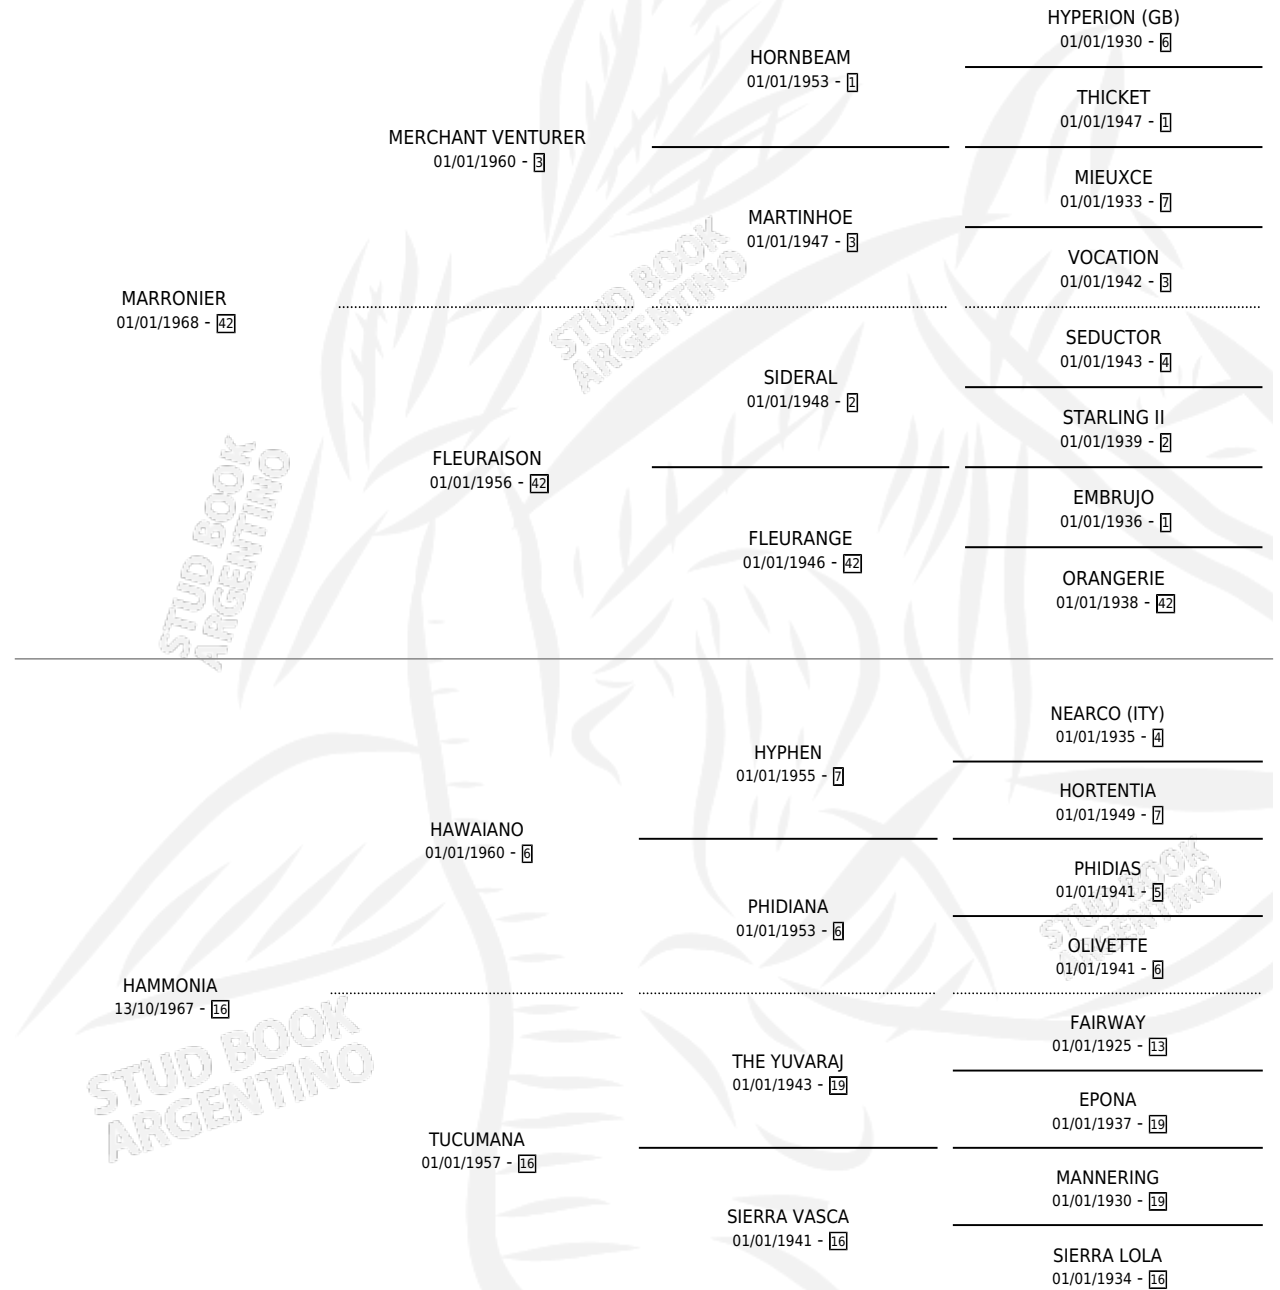 HYPERION (GB)
01/01/1930 - 6
HORNBEAM
01/01/1953 - 1
THICKET
01/01/1947 - 1
MERCHANT VENTURER
01/01/1960 - 3
MIEUXCE
01/01/1933 - 7
MARTINHOE
01/01/1947 - 3
VOCATION
01/01/1942 - 3
MARRONIER
01/01/1968 - 42
SEDUCTOR
01/01/1943 - 4
SIDERAL
01/01/1948 - 2
STARLING II
01/01/1939 - 2
FLEURAISON
01/01/1956 - 42
EMBRUJO
01/01/1936 - 1
FLEURANGE
01/01/1946 - 42
ORANGERIE
01/01/1938 - 42
STUD BOOK
ARGENTINO
STUD BOOK
ARGENTINO
NEARCO (ITY)
01/01/1935 - 4
HYPHEN
01/01/1955 - 7
HORTENTIA
01/01/1949 - 7
HAWAIANO
01/01/1960 - 6
PHIDIAS
01/01/1941 - 5
PHIDIANA
01/01/1953 - 6
OLIVETTE
01/01/1941 - 6
HAMMONIA
13/10/1967 - 16
FAIRWAY
01/01/1925 - 13
THE YUVARAJ
01/01/1943 - 19
EPONA
01/01/1937 - 19
TUCUMANA
01/01/1957 - 16
MANNERING
01/01/1930 - 19
SIERRA VASCA
01/01/1941 - 16
SIERRA LOLA
01/01/1934 - 16
STUD BOOK
ARGENTINO
STUD BOOK
ARGENTINO